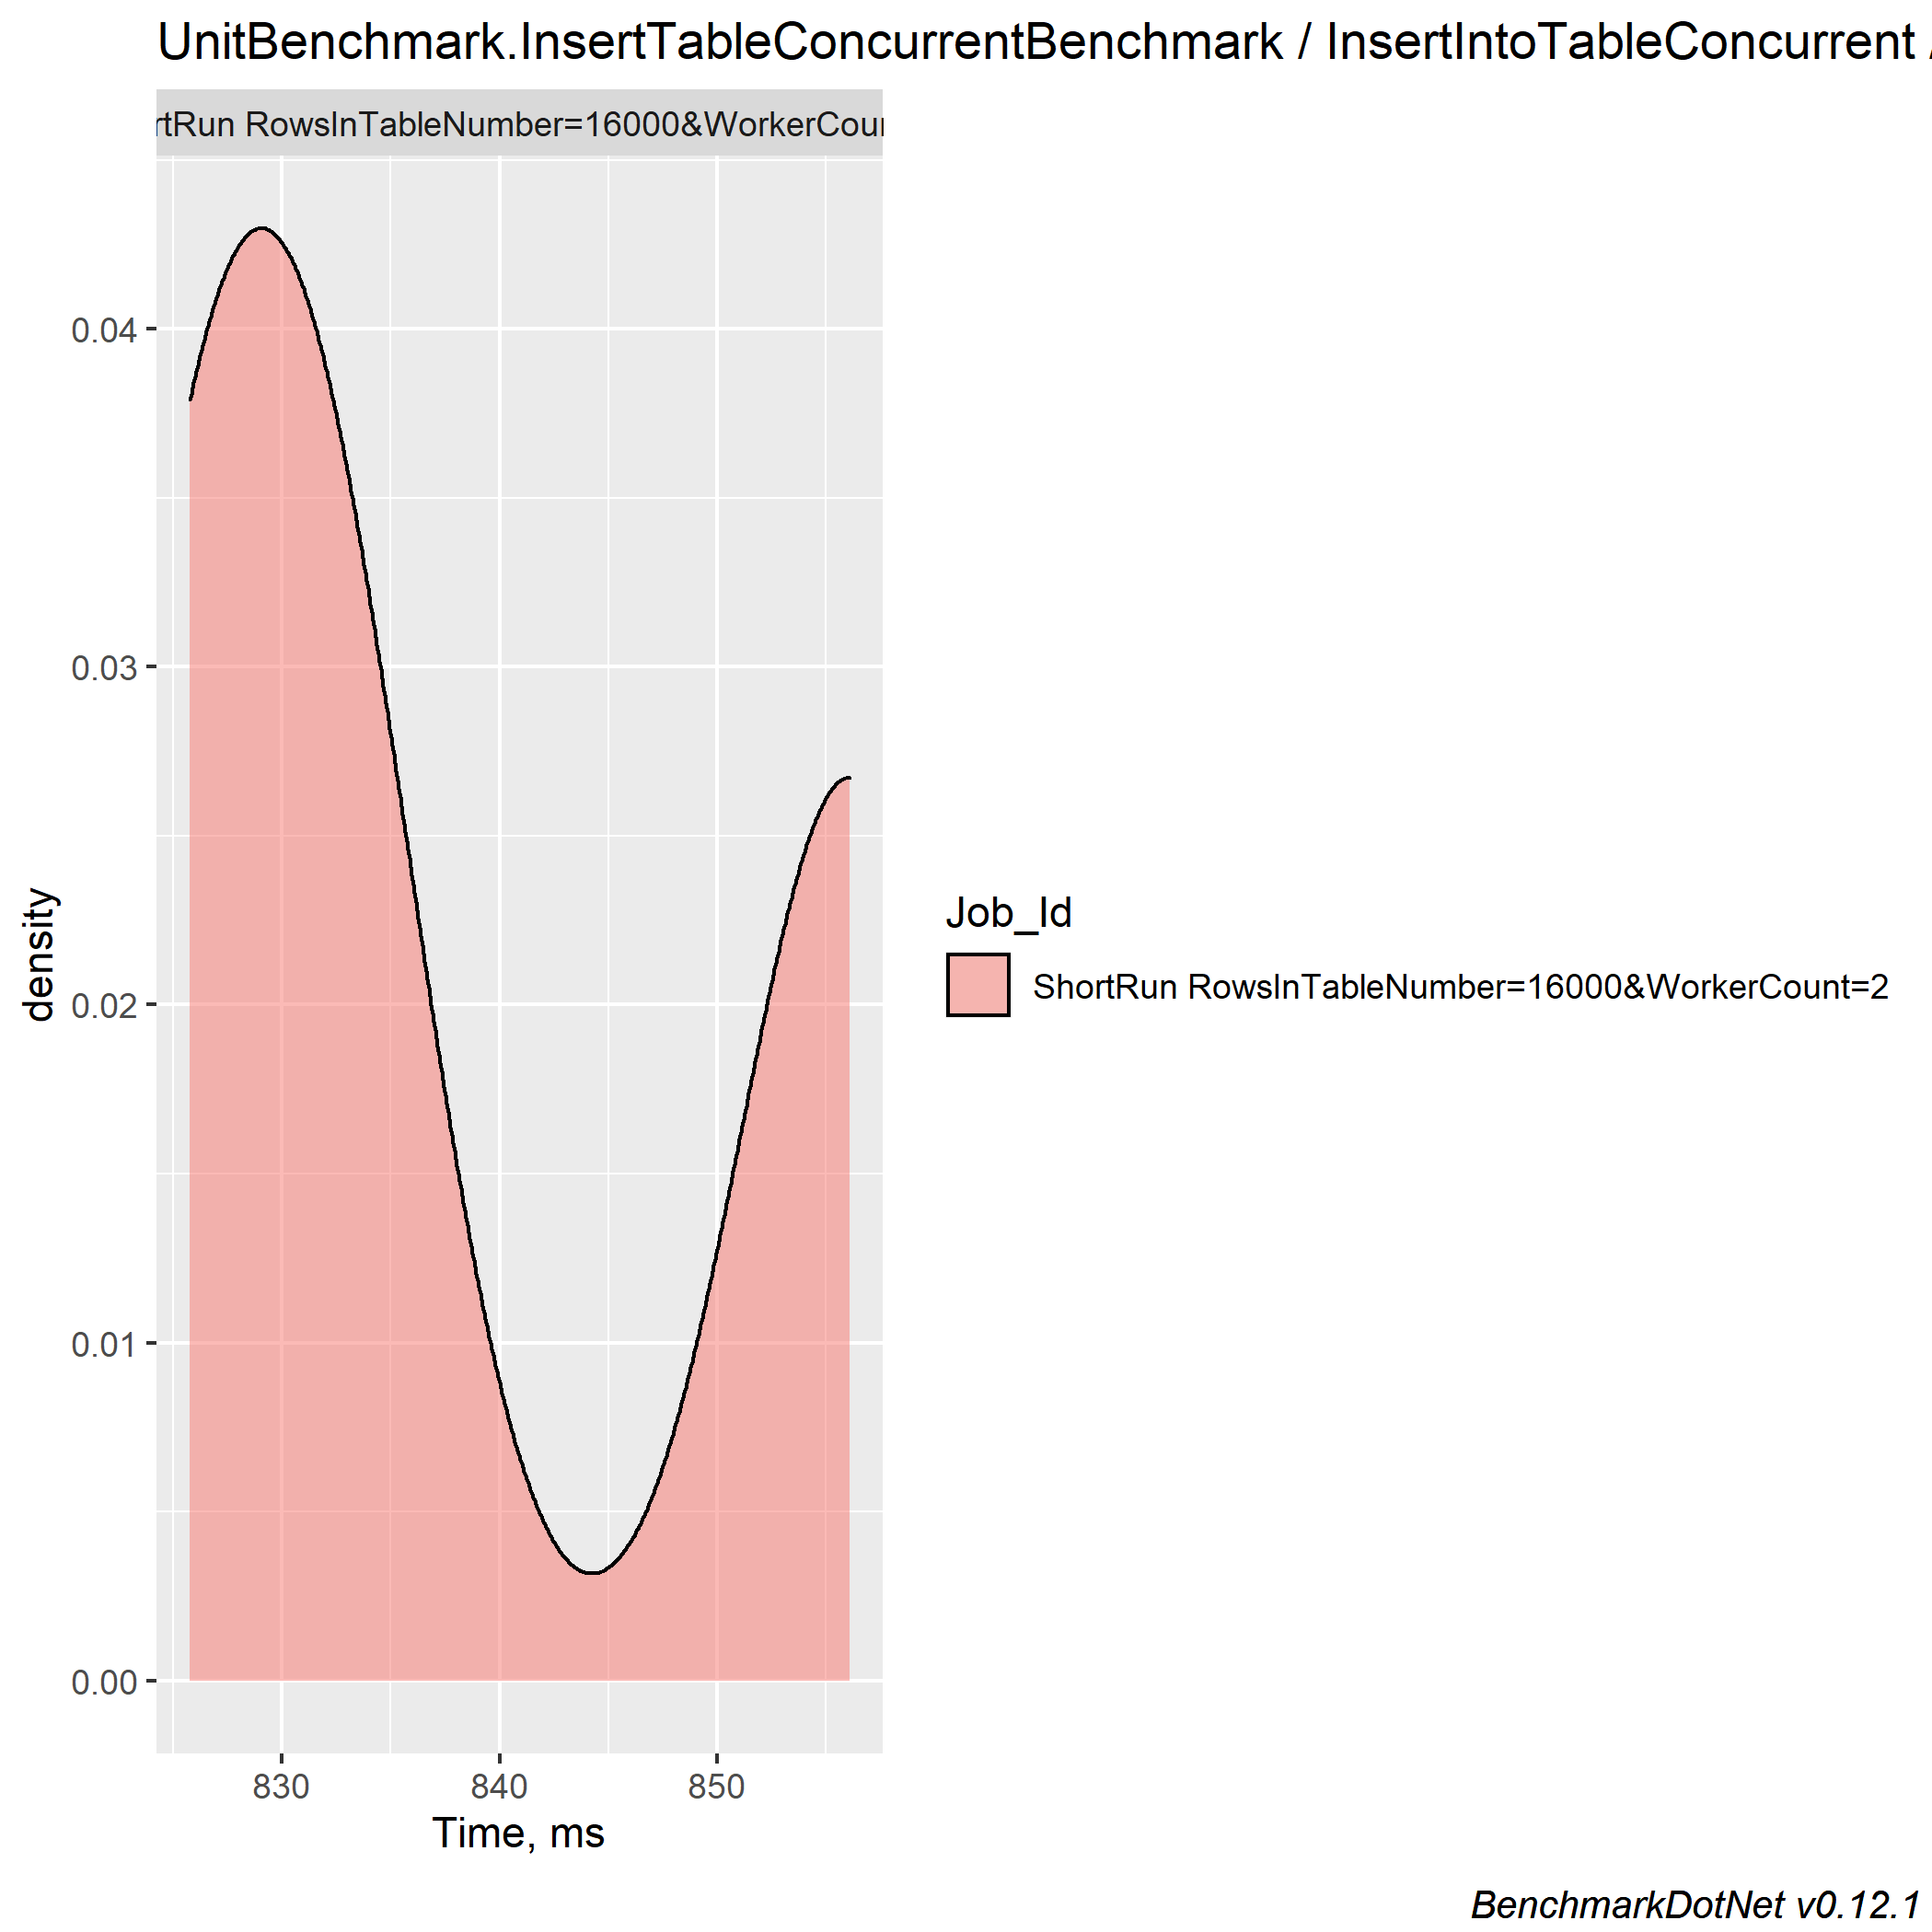 UnitBenchmark.InsertTableConcurrentBenchmark / InsertIntoTableConcurrent /
rtRun RowsInTableNumber=16000&WorkerCoun
0.04
0.03
0.02
0.01
0.00
density
830 840 850
Time, ms
Job_Id
ShortRun RowsInTableNumber=16000&WorkerCount=2
BenchmarkDotNet v0.12.1